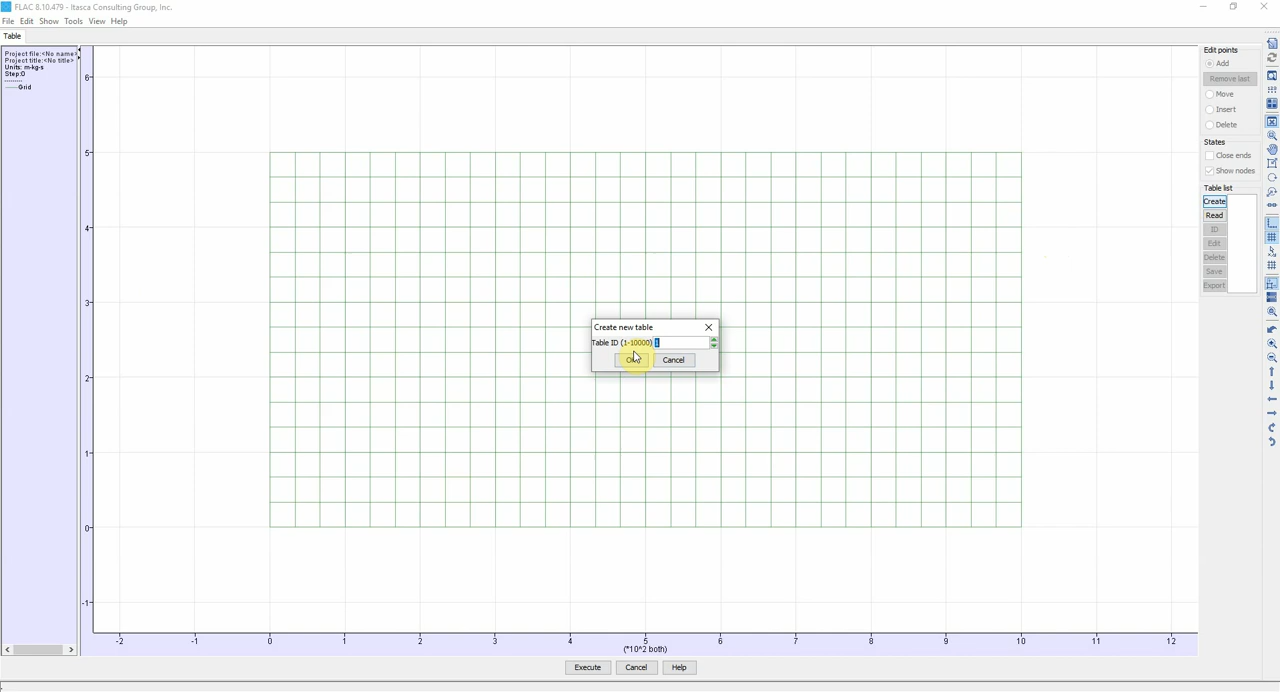 FLAC 8.10.479 - Itasca Consulting Group, Inc.
File Edit Show Tools View Help
Table
Project file:<No name>
Project title:<No title>
Units: m-kg-s
Step:0
Grid
6
5
4
3
2
1
0
-1
-2 -1 0 1 2 3 4 5 6 7 8 9 10 11 12
(*10^2 both)
Create new table
Table ID (1-10000) 1
Cancel
Edit points
Add
Remove last
Move
Insert
Delete
States
Close ends
Show nodes
Table list
Create
Read
ID
Edit
Delete
Save
Export
Execute Cancel Help